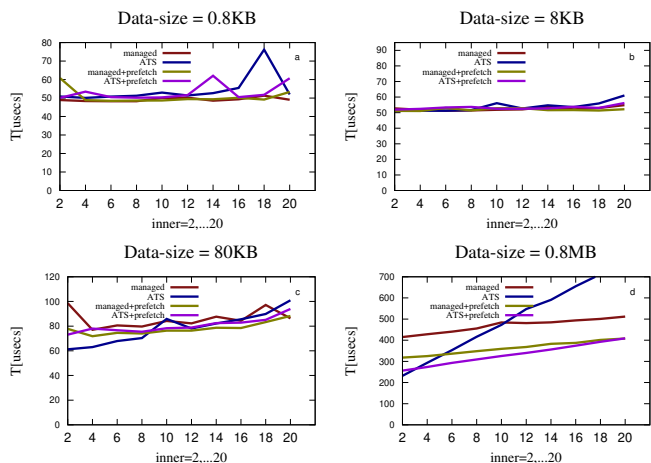 Data-size = 0.8KB
T[usecs]
80
70
60
50
40
30
20
10
0
managed
ATS
managed+prefetch
ATS+prefetch
a
2 4 6 8 10 12 14 16 18 20
inner=2,...20
Data-size = 8KB
T[usecs]
90
80
70
60
50
40
30
20
10
0
managed
ATS
managed+prefetch
ATS+prefetch
b
2 4 6 8 10 12 14 16 18 20
inner=2,...20
Data-size = 80KB
T[usecs]
120
100
80
60
40
20
0
managed
ATS
managed+prefetch
ATS+prefetch
c
2 4 6 8 10 12 14 16 18 20
inner=2,...20
Data-size = 0.8MB
T[usecs]
700
600
500
400
300
200
100
0
managed
ATS
managed+prefetch
ATS+prefetch
d
2 4 6 8 10 12 14 16 18 20
inner=2,...20